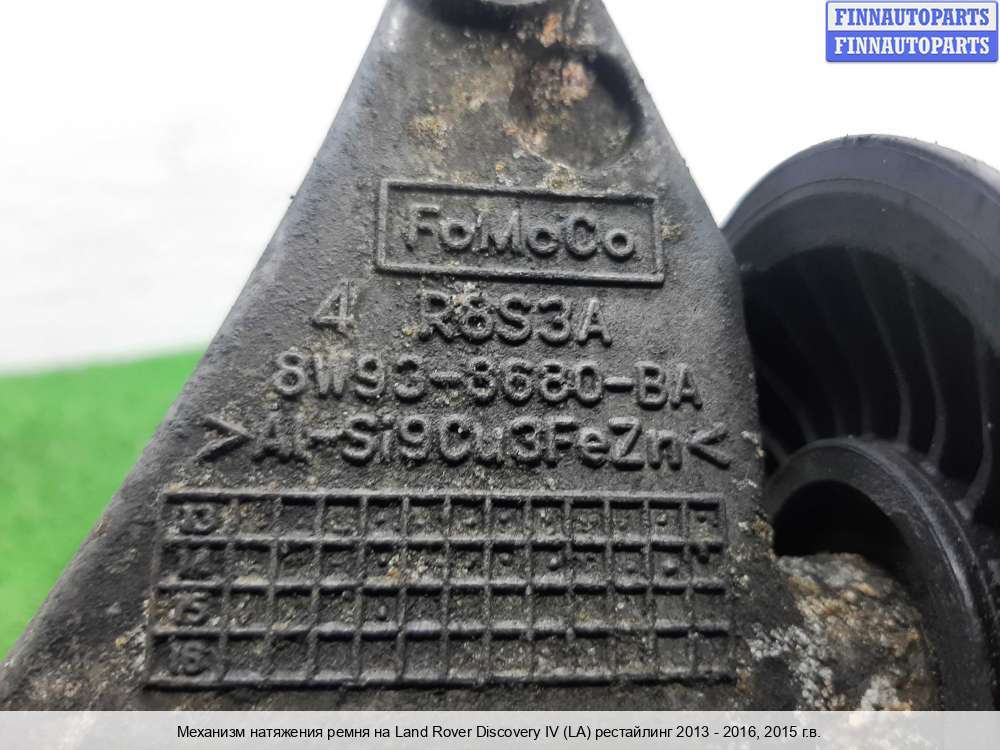 FINNAUTOPARTS
FINNAUTOPARTS
FoMoCo
4 R8S3A
8W93-8680-BA
>Al-Si9Cu3FeZn<
13
14
15
16
Механизм натяжения ремня на Land Rover Discovery IV (LA) рестайлинг 2013 - 2016, 2015 г.в.